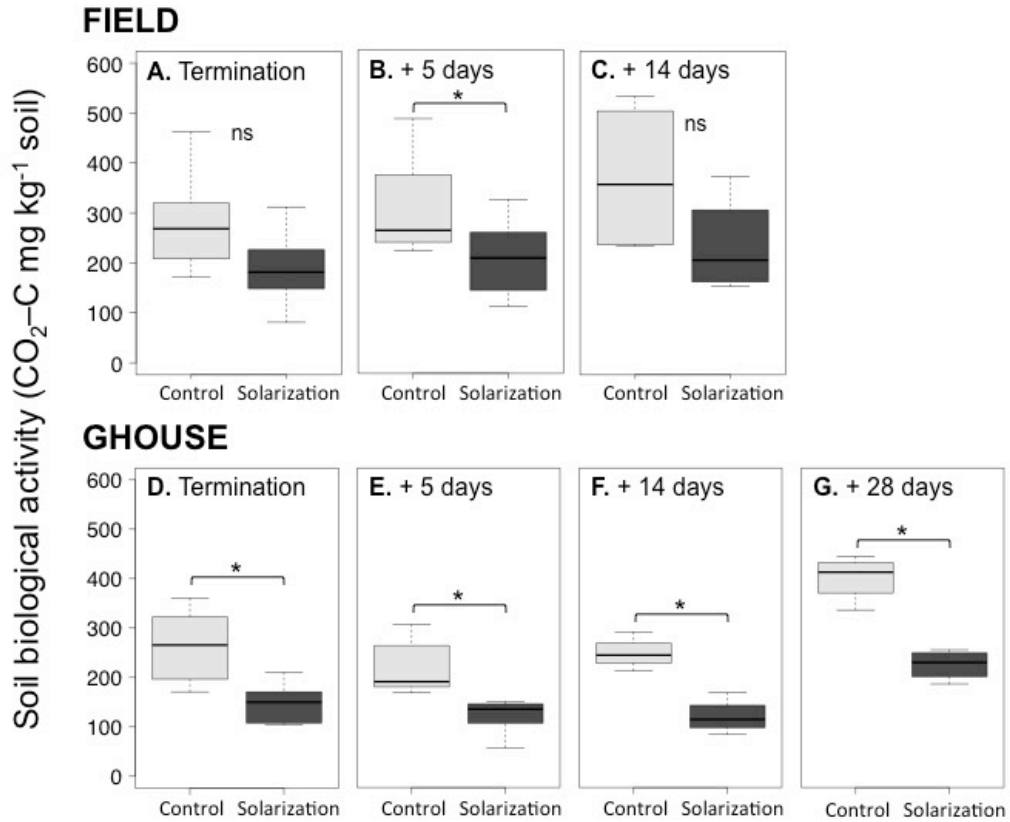 FIELD
Soil biological activity (CO₂–C mg kg⁻¹ soil)
A. Termination
B. + 5 days
C. + 14 days
600
500
400
300
200
100
0
ns
*
ns
Control Solarization
Control Solarization
Control Solarization
GHOUSE
D. Termination
E. + 5 days
F. + 14 days
G. + 28 days
600
500
400
300
200
100
0
*
*
*
*
Control Solarization
Control Solarization
Control Solarization
Control Solarization